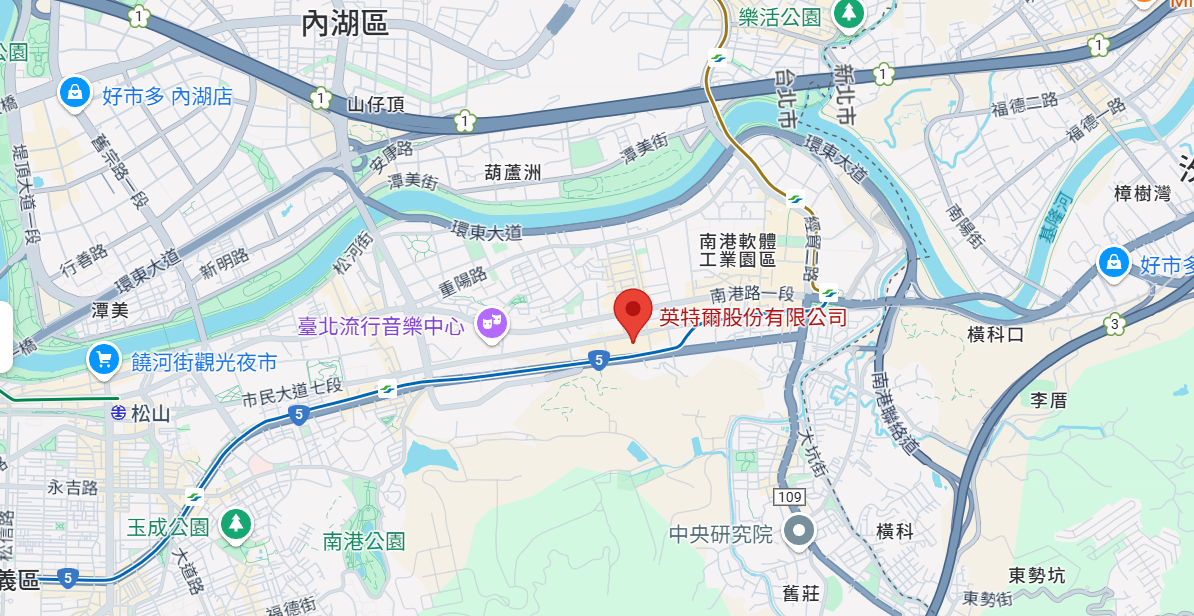 1
內湖區
樂活公園
公園
1
1
新北市
台北市
好市多 內湖店
1
山仔頂
1
福德二路
福德一路
舊宗路一段
安康路
潭美街
環東大道
葫蘆洲
潭美街
樟樹灣
堤頂大道一段
基隆河
南陽街
環東大道
經貿二路
松河街
南港軟體
工業園區
行善路
新明路
環東大道
重陽路
好市多
南港路一段
潭美
臺北流行音樂中心
英特爾股份有限公司
3
橫科口
饒河街觀光夜市
5
市民大道七段
南港聯絡道
李厝
5
松山
大坑街
永吉路
109
玉成公園
中央研究院
橫科
南港公園
松信路
大道路
義區
5
東勢坑
舊莊
東勢街
福德街